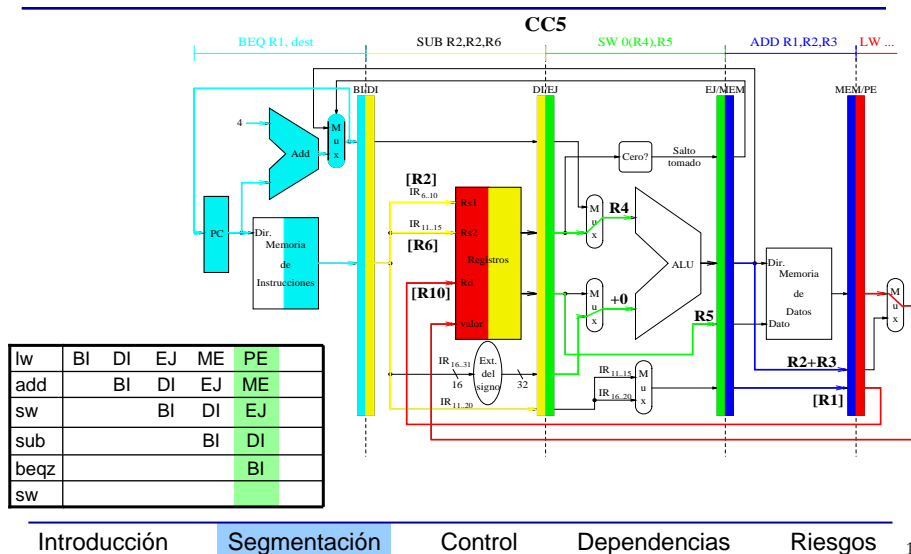 CC5
BEQ R1, dest
SUB R2,R2,R6
SW 0(R4),R5
ADD R1,R2,R3
LW ...
BI/DI
DI/EJ
EJ/MEM
MEM/PE
4
Add
M
u
x
Cero?
Salto
tomado
[R2]
IR6..10
Rs1
IR11..15
Rs2
[R6]
Registros
[R10]
Rd
valor
PC
Dir.
Memoria
de
Instrucciones
M
u
x
R4
ALU
+0
M
u
x
R5
Dir.
Memoria
de
Datos
Dato
M
u
x
R2+R3
[R1]
IR16..31
16
Ext.
del
signo
32
IR11..20
IR11..15
IR16..20
M
u
x
lw BI DI EJ ME PE
add BI DI EJ ME
sw BI DI EJ
sub BI DI
beqz BI
sw
Introducción Segmentación Control Dependencias Riesgos 1